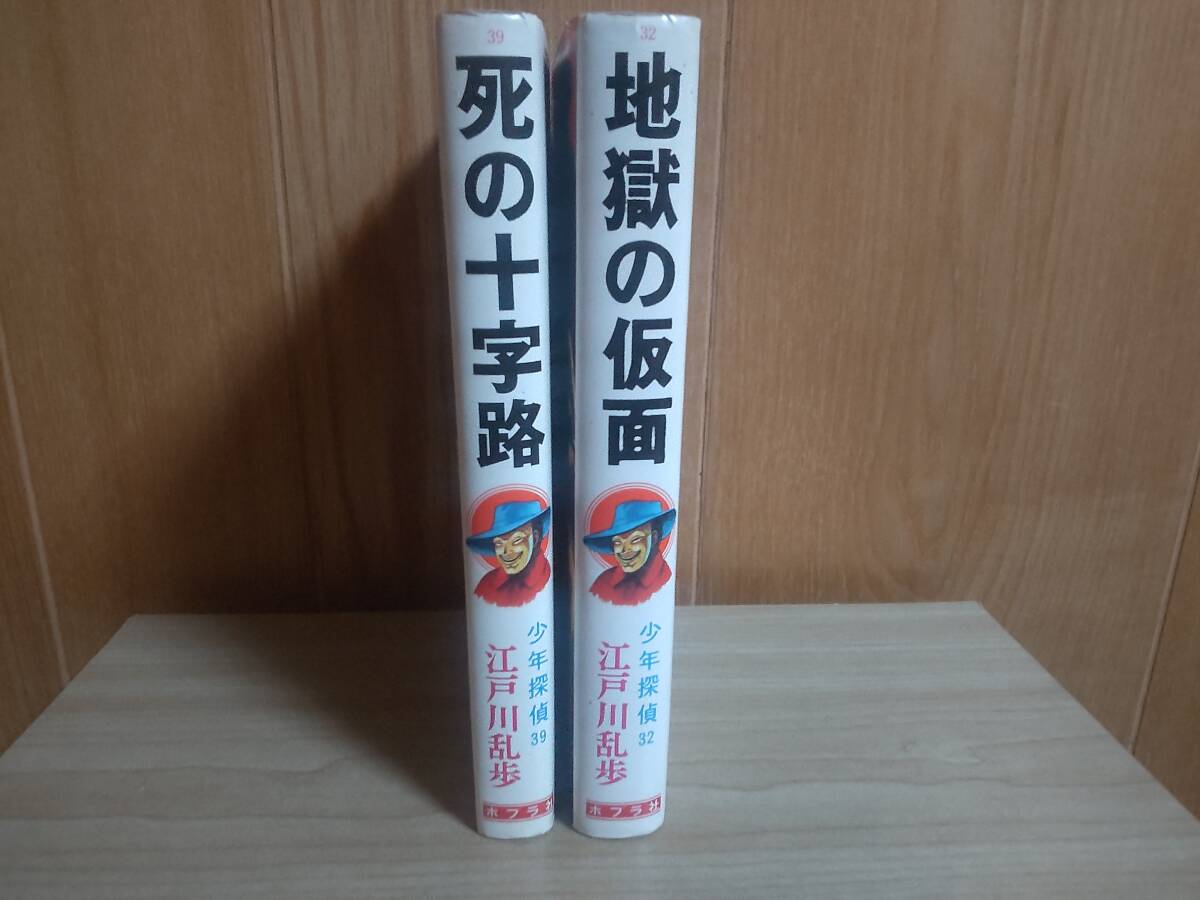 39
死の十字路
少年探偵39
江戸川乱歩
ポプラ社
32
地獄の仮面
少年探偵32
江戸川乱歩
ポプラ社